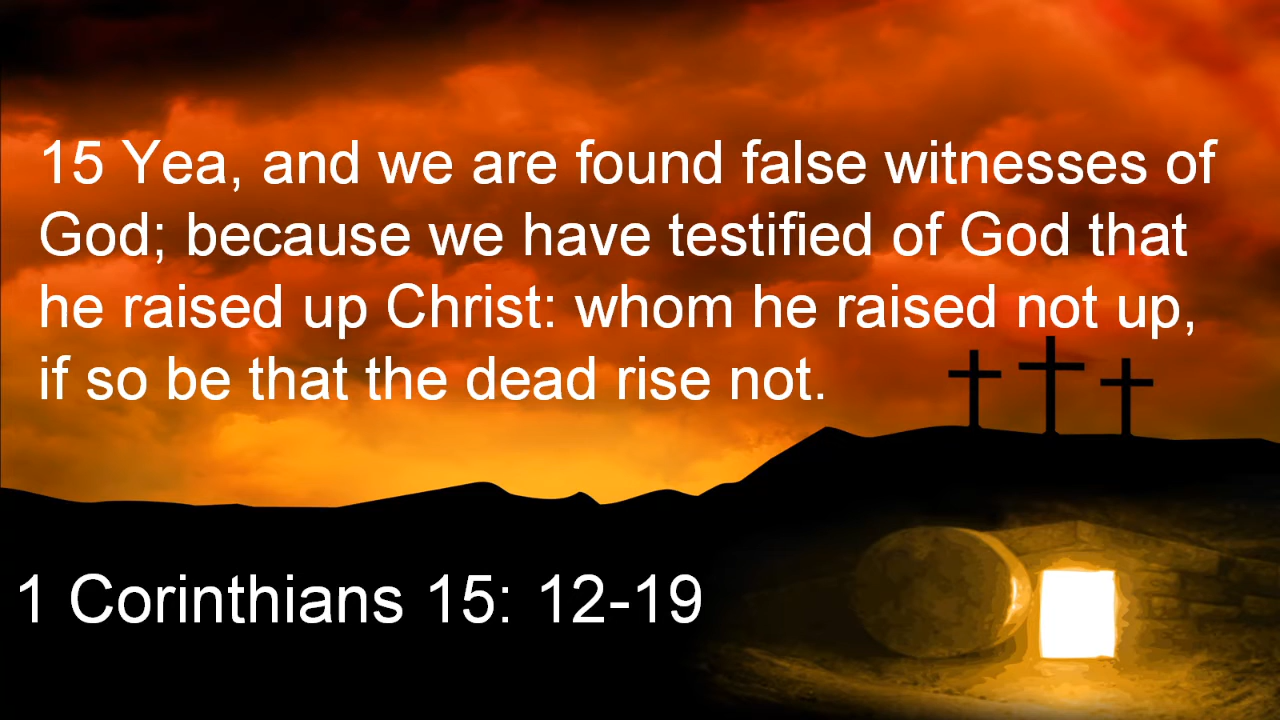 15 Yea, and we are found false witnesses of
God; because we have testified of God that
he raised up Christ: whom he raised not up,
if so be that the dead rise not.
1 Corinthians 15: 12-19